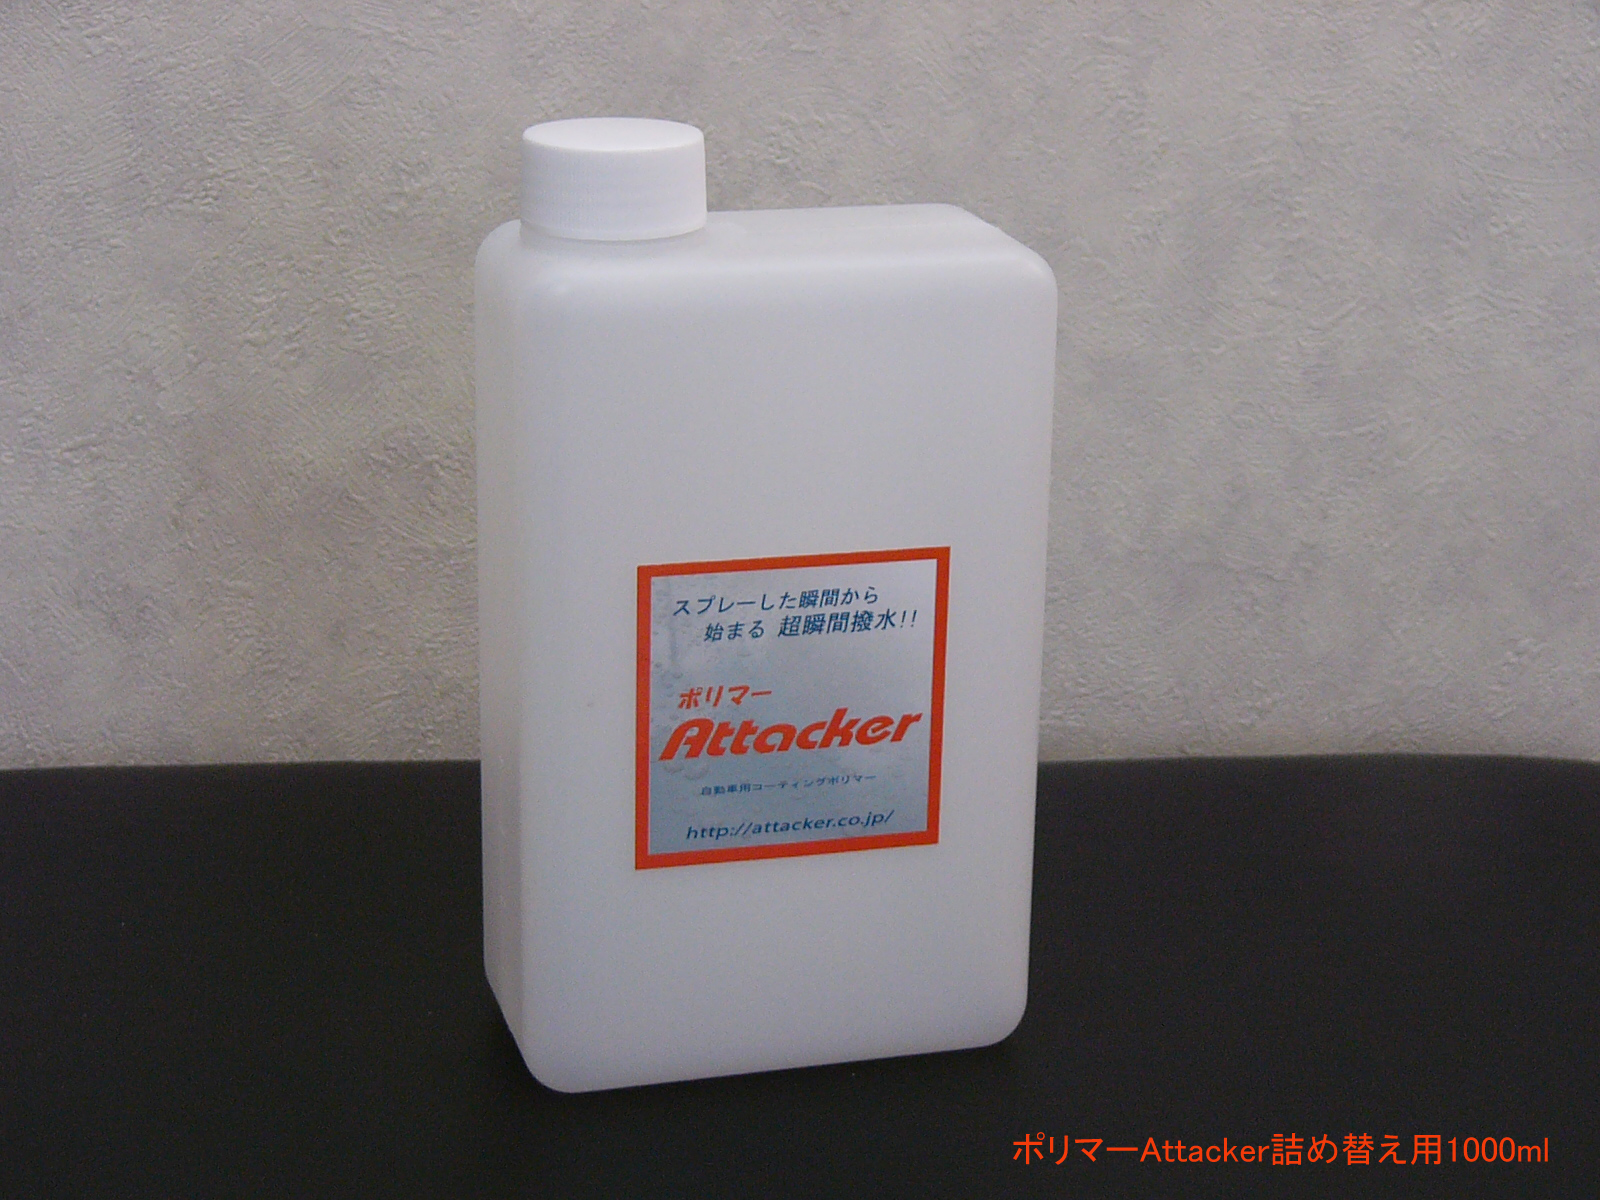 スプレーした瞬間から
始まる 超瞬間撥水!!
ポリマー
Attacker
自動車用コーティングポリマー
http://attacker.co.jp/
ポリマーAttacker詰め替え用1000ml